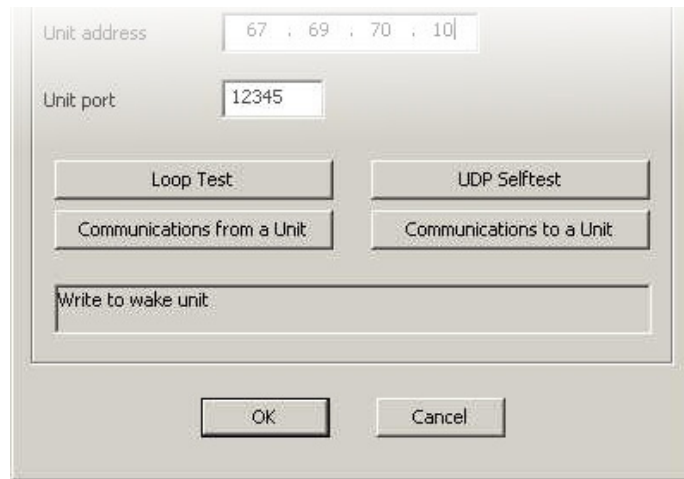 Unit address 67 . 69 . 70 . 10
Unit port 12345
Loop Test UDP Selftest
Communications from a Unit Communications to a Unit
Write to wake unit
OK Cancel